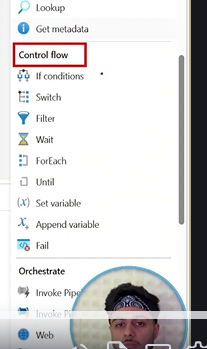 Lookup
Get metadata
Control flow
If conditions
Switch
Filter
Wait
ForEach
Until
(x) Set variable
Append variable
Fail
Orchestrate
Invoke Pipe
Invoke
Web